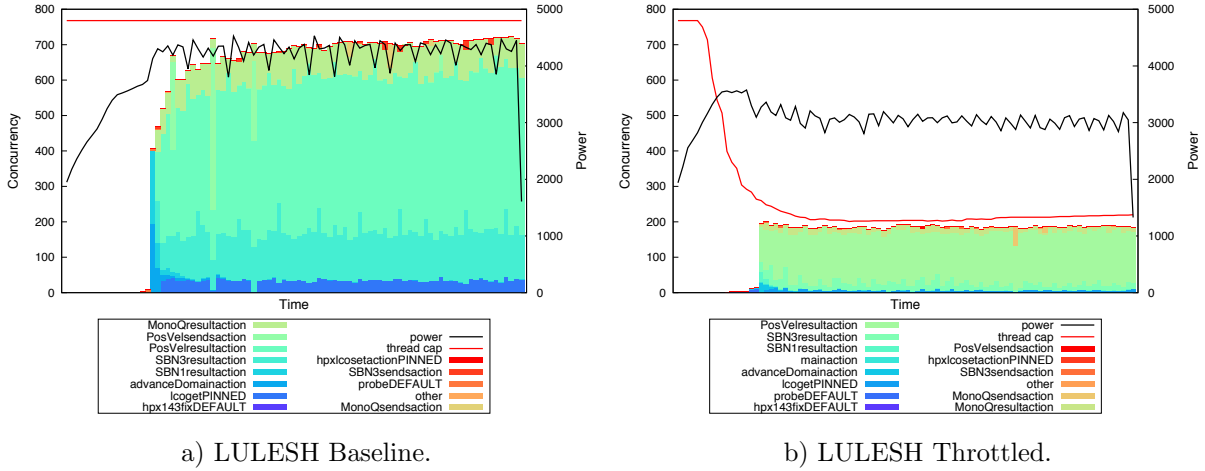 800
700
600
500
400
300
200
100
0
Concurrency
5000
4000
3000
2000
1000
0
Power
Time
MonoQresultaction
PosVelsendsaction
PosVelresultaction
SBN3resultaction
SBN1resultaction
advanceDomainaction
lcogetPINNED
hpx143fixDEFAULT
power
thread cap
hpxlcosetactionPINNED
SBN3sendsaction
probeDEFAULT
other
MonoQsendsaction
a) LULESH Baseline.
800
700
600
500
400
300
200
100
0
Concurrency
5000
4000
3000
2000
1000
0
Power
Time
PosVelresultaction
SBN3resultaction
SBN1resultaction
mainaction
advanceDomainaction
lcogetPINNED
probeDEFAULT
hpx143fixDEFAULT
power
thread cap
PosVelsendsaction
hpxlcosetactionPINNED
SBN3sendsaction
other
MonoQsendsaction
MonoQresultaction
b) LULESH Throttled.